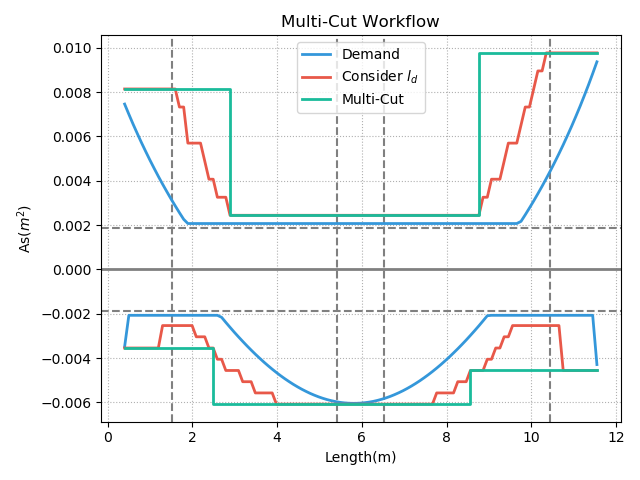 Multi-Cut Workflow
Demand
Consider l_d
Multi-Cut
As(m²)
0.010
0.008
0.006
0.004
0.002
0.000
−0.002
−0.004
−0.006
0 2 4 6 8 10 12
Length(m)